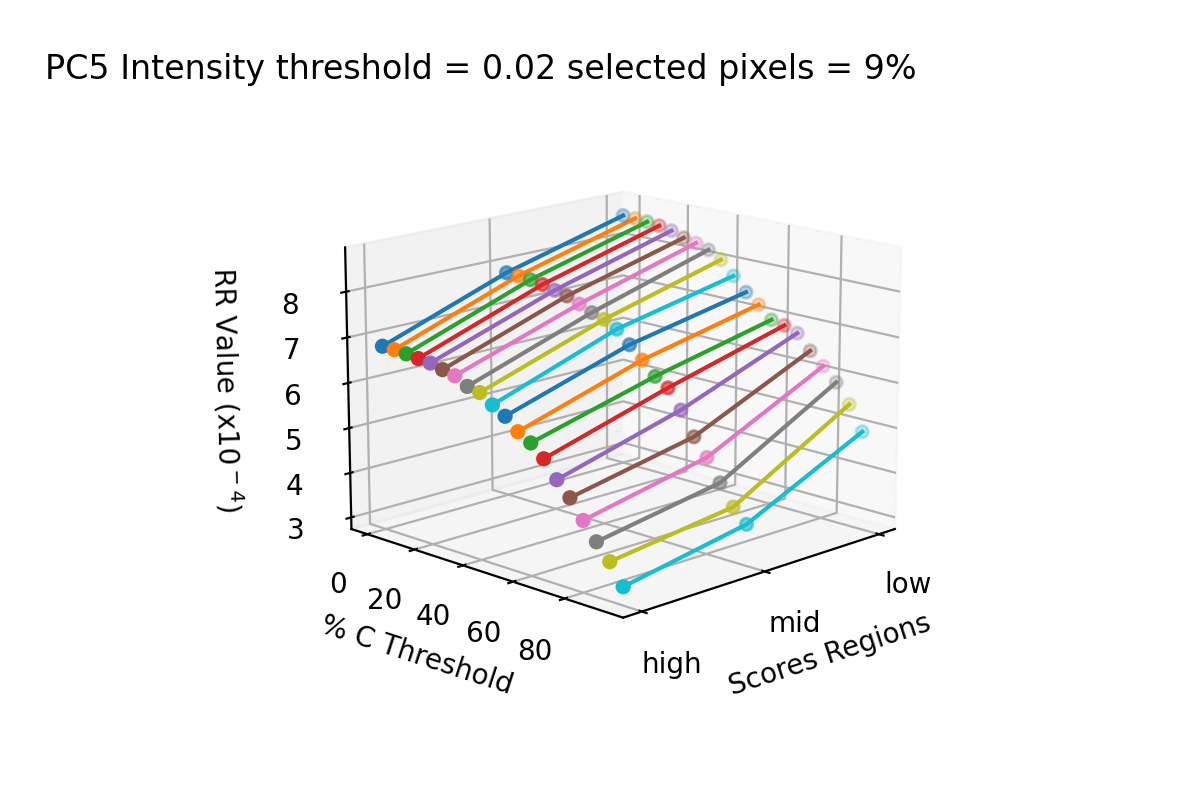 PC5 Intensity threshold = 0.02 selected pixels = 9%
RR Value (x10⁻⁴)
8
7
6
5
4
3
0
20
40
60
80
% C Threshold
high
mid
low
Scores Regions